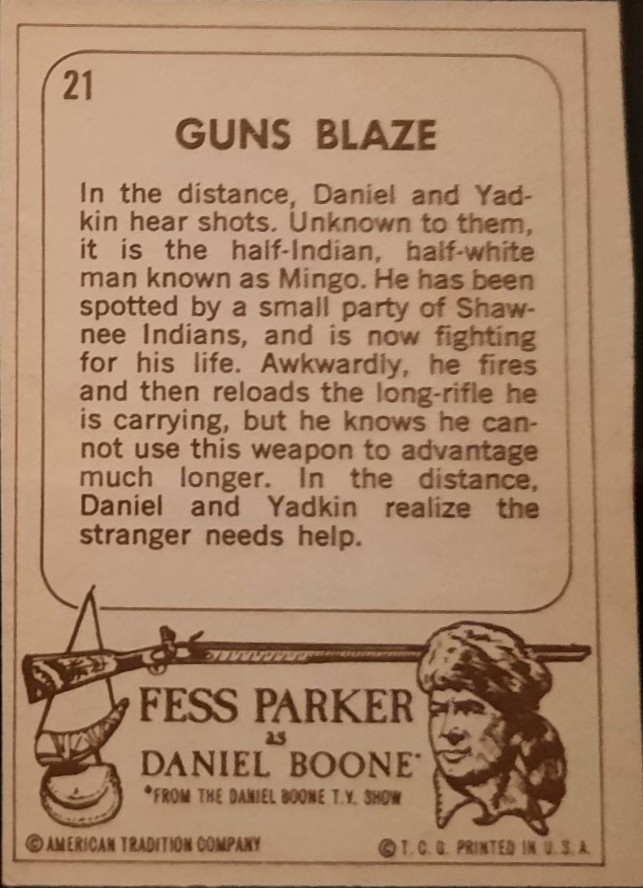 21
GUNS BLAZE
In the distance, Daniel and Yad-
kin hear shots. Unknown to them,
it is the half-Indian, half-white
man known as Mingo. He has been
spotted by a small party of Shaw-
nee Indians, and is now fighting
for his life. Awkwardly, he fires
and then reloads the long-rifle he
is carrying, but he knows he can-
not use this weapon to advantage
much longer. In the distance,
Daniel and Yadkin realize the
stranger needs help.
FESS PARKER
as
DANIEL BOONE*
*FROM THE DANIEL BOONE T.V. SHOW
© AMERICAN TRADITION COMPANY
© T. C. G. PRINTED IN U. S. A.